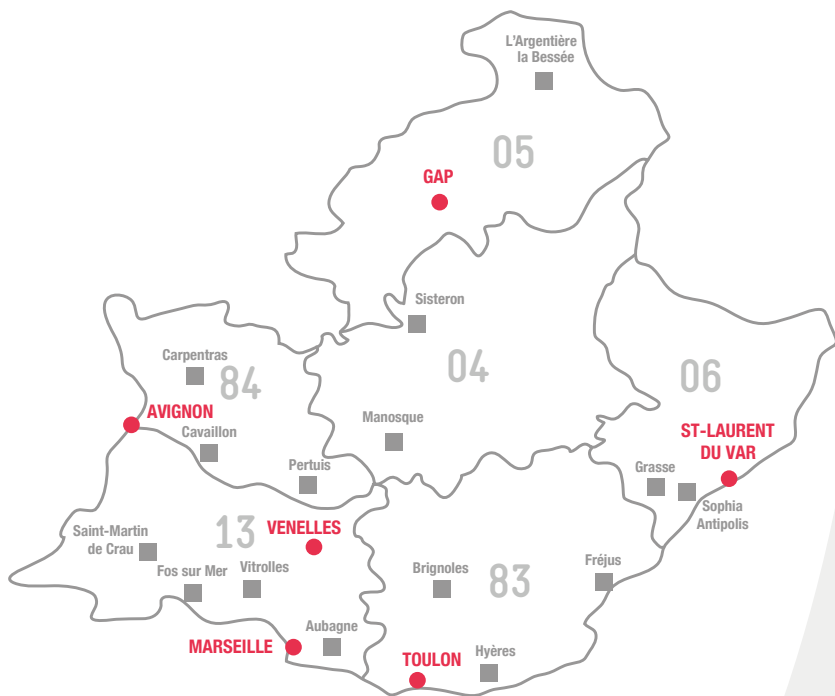 L'Argentière
la Bessée
05
GAP
Sisteron
Carpentras
84
04
06
AVIGNON
Manosque
ST-LAURENT
DU VAR
Cavaillon
Pertuis
Grasse
Sophia
Antipolis
Saint-Martin
de Crau
13
VENELLES
Fos sur Mer
Vitrolles
Brignoles
83
Fréjus
Aubagne
MARSEILLE
TOULON
Hyères